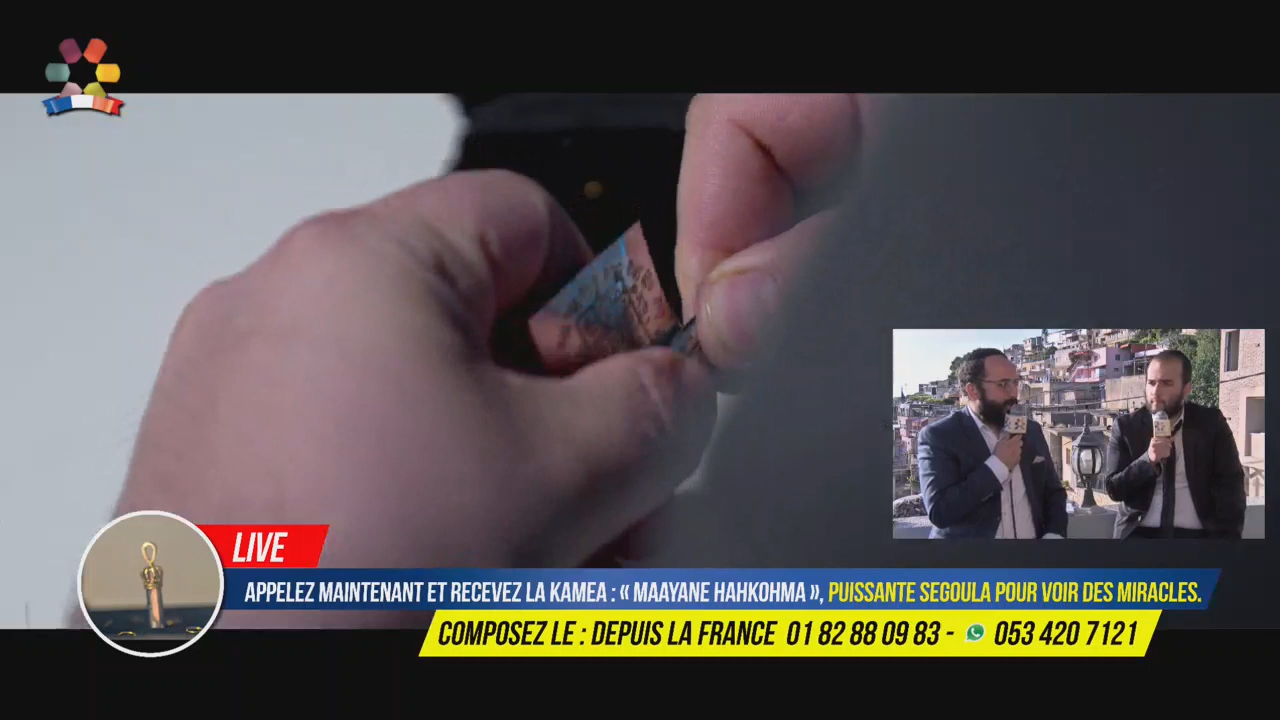 LIVE
APPELEZ MAINTENANT ET RECEVEZ LA KAMEA : « MAAYANE HAHKOHMA », PUISSANTE SEGOULA POUR VOIR DES MIRACLES.
COMPOSEZ LE : DEPUIS LA FRANCE 01 82 88 09 83 - 053 420 7121